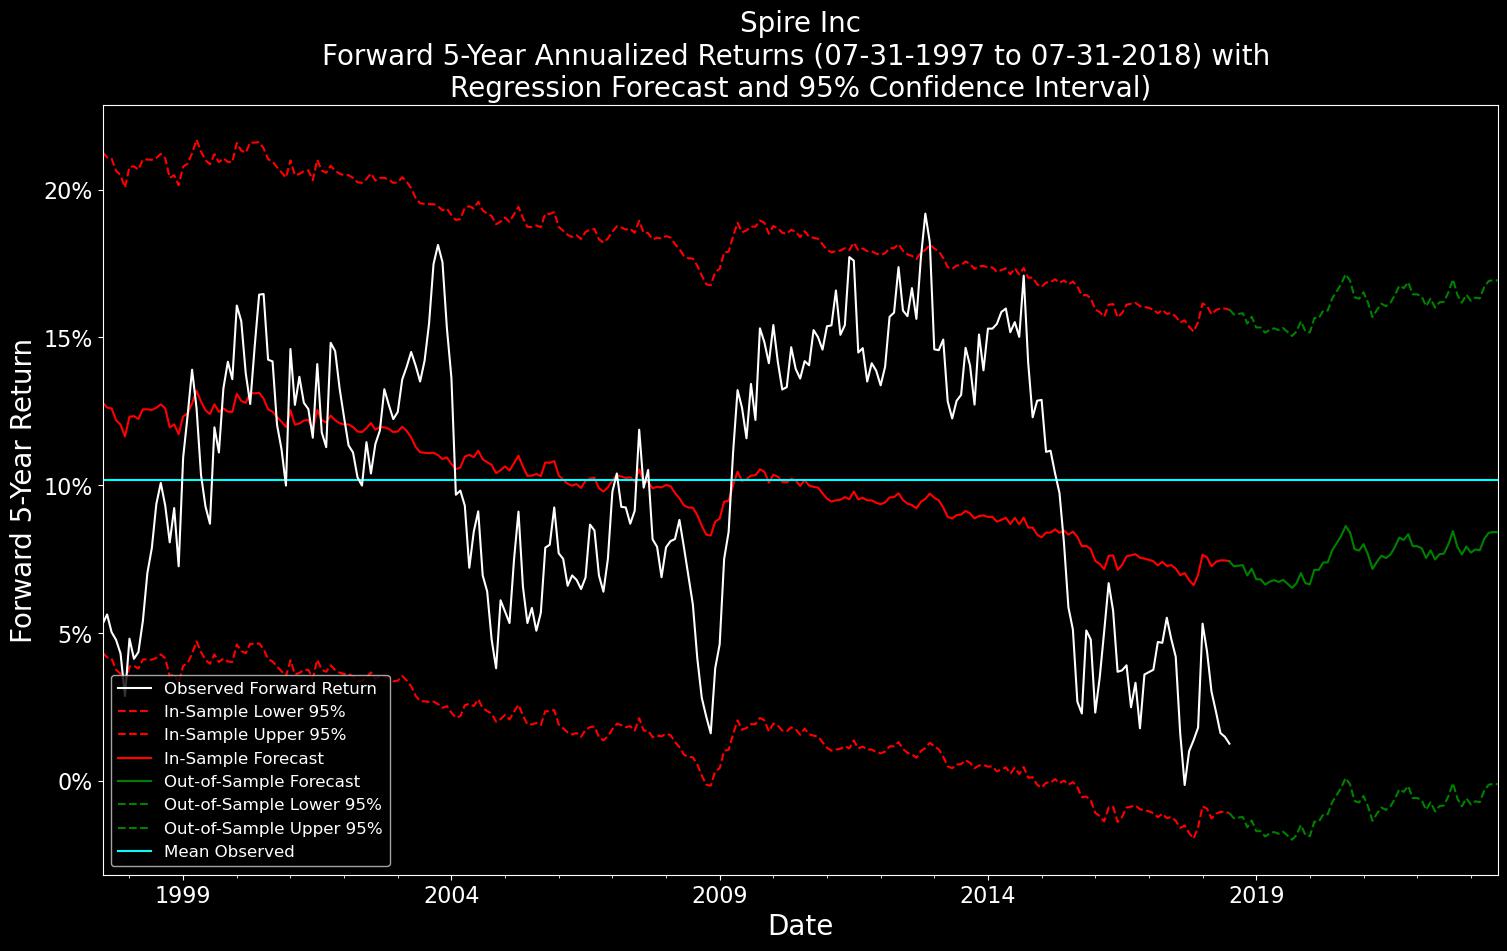 Spire Inc
Forward 5-Year Annualized Returns (07-31-1997 to 07-31-2018) with
Regression Forecast and 95% Confidence Interval)
Forward 5-Year Return
20%
15%
10%
5%
0%
Observed Forward Return
In-Sample Lower 95%
In-Sample Upper 95%
In-Sample Forecast
Out-of-Sample Forecast
Out-of-Sample Lower 95%
Out-of-Sample Upper 95%
Mean Observed
1999 2004 2009 2014 2019
Date